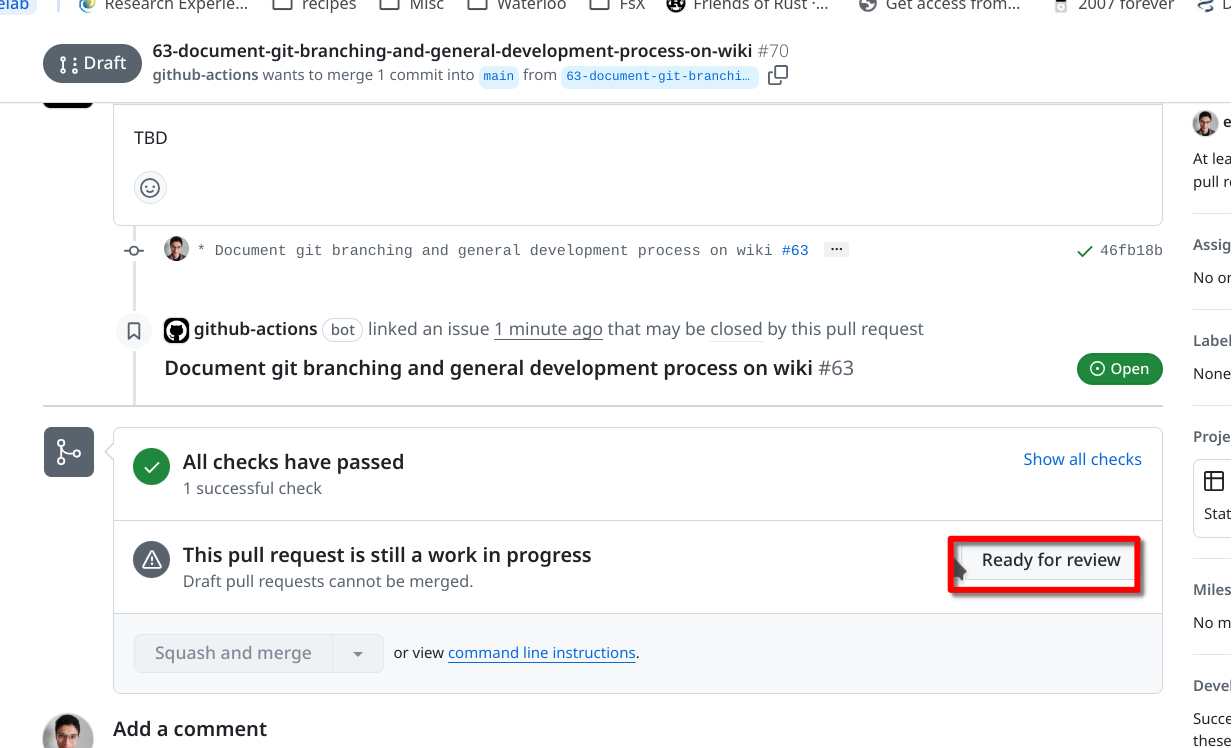 elab
Research Experie...
recipes
Misc
Waterloo
FsX
Friends of Rust ·...
Get access from...
2007 forever
Draft
63-document-git-branching-and-general-development-process-on-wiki #70
github-actions wants to merge 1 commit into main from 63-document-git-branchi…
TBD
* Document git branching and general development process on wiki #63 ...
46fb18b
github-actions bot linked an issue 1 minute ago that may be closed by this pull request
Document git branching and general development process on wiki #63
Open
All checks have passed
1 successful check
Show all checks
This pull request is still a work in progress
Draft pull requests cannot be merged.
Ready for review
Squash and merge
or view command line instructions.
Add a comment
e
At lea
pull r
Assig
No on
Label
None
Proje
Stat
Miles
No m
Devel
Succe
these